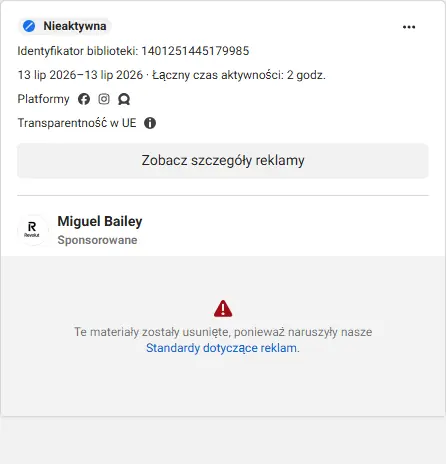 Nieaktywna
Identyfikator biblioteki: 1401251445179985
13 lip 2026–13 lip 2026 · Łączny czas aktywności: 2 godz.
Platformy
Transparentność w UE
Zobacz szczegóły reklamy
R
Revolut
Miguel Bailey
Sponsorowane
Te materiały zostały usunięte, ponieważ naruszyły nasze
Standardy dotyczące reklam.